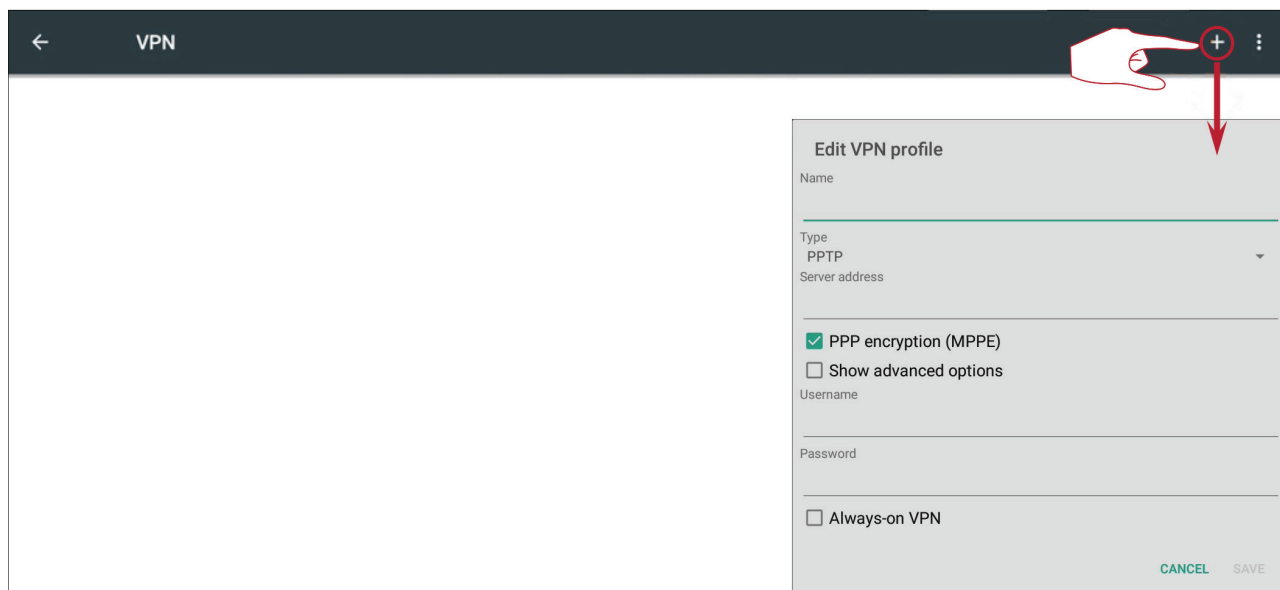 VPN
Edit VPN profile
Name
Type
PPTP
Server address
PPP encryption (MPPE)
Show advanced options
Username
Password
Always-on VPN
CANCEL SAVE